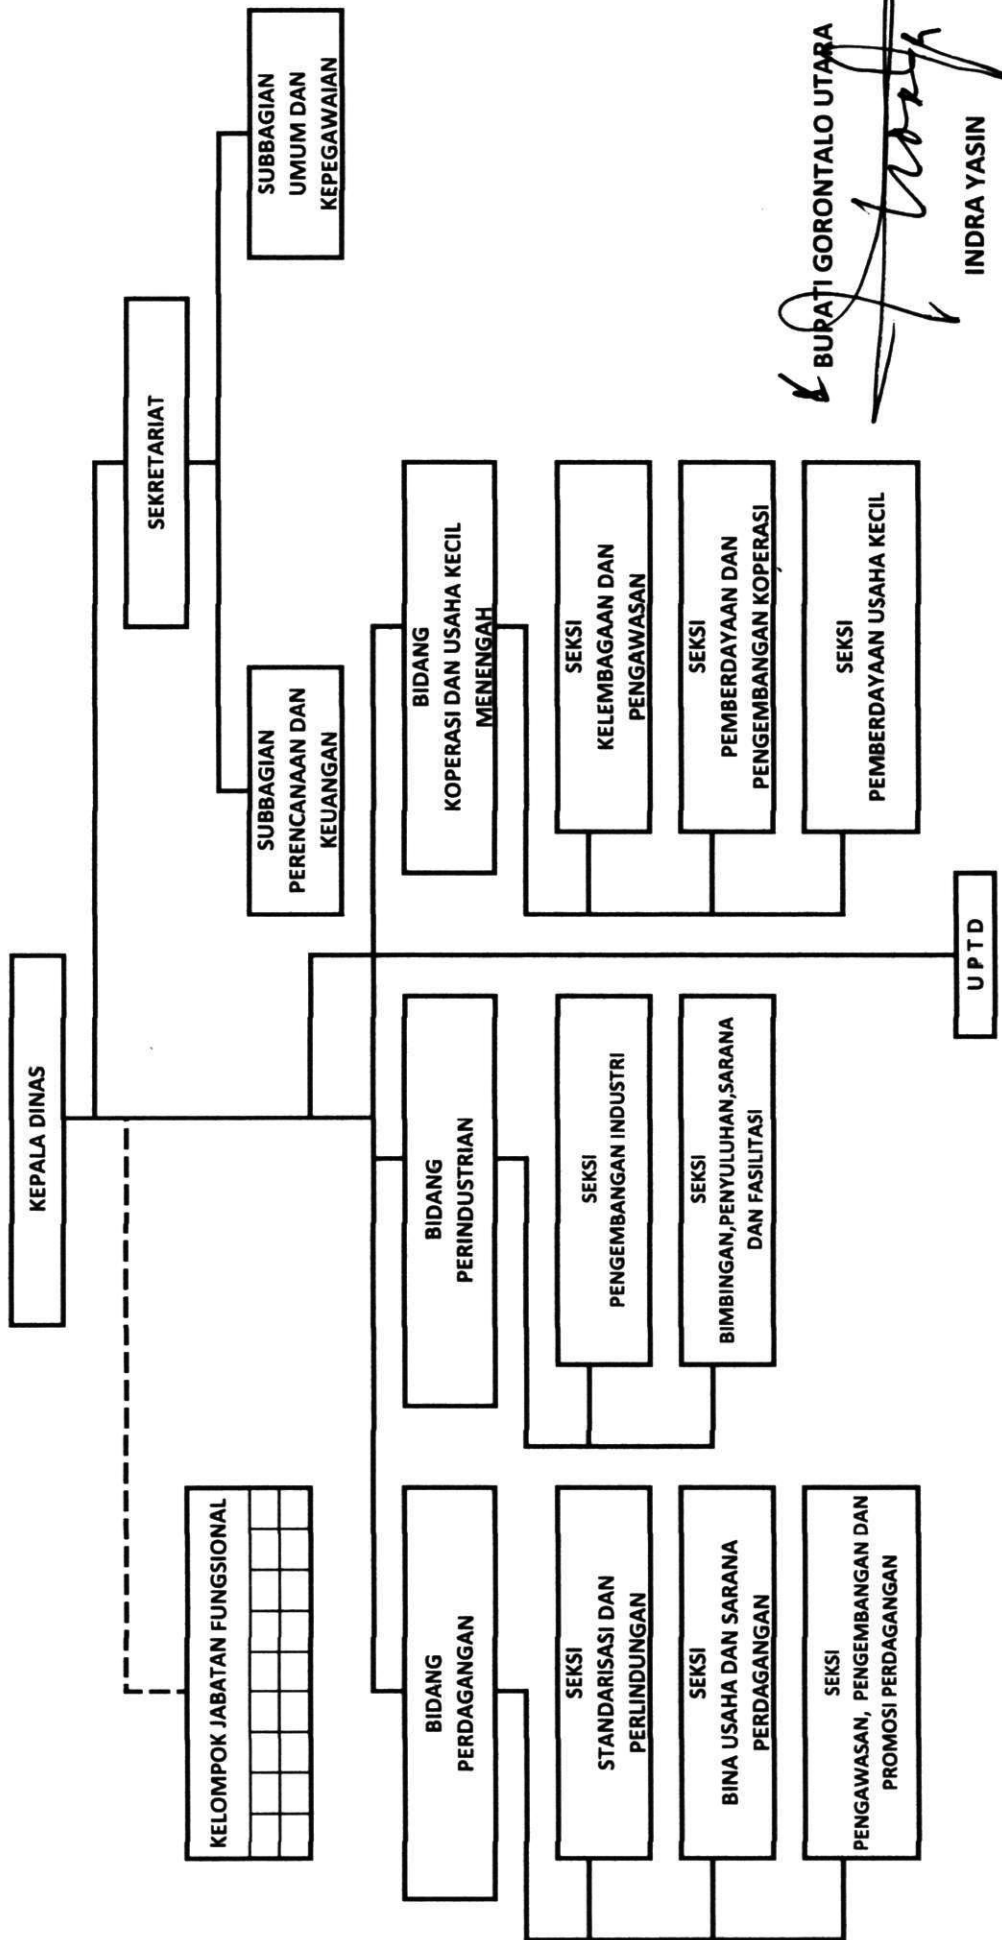 KEPALA DINAS
SEKRETARIAT
KELOMPOK JABATAN FUNGSIONAL
SUBBAGIAN
PERENCANAAN DAN
KEUANGAN
SUBBAGIAN
UMUM DAN
KEPEGAWAIAN
BIDANG
PERDAGANGAN
BIDANG
PERINDUSTRIAN
BIDANG
KOPERASI DAN USAHA KECIL
MENENGAH
SEKSI
STANDARISASI DAN
PERLINDUNGAN
SEKSI
BINA USAHA DAN SARANA
PERDAGANGAN
SEKSI
PENGAWASAN, PENGEMBANGAN DAN
PROMOSI PERDAGANGAN
SEKSI
PENGEMBANGAN INDUSTRI
SEKSI
BIMBINGAN,PENYULUHAN,SARANA
DAN FASILITASI
SEKSI
KELEMBAGAAN DAN
PENGAWASAN
SEKSI
PEMBERDAYAAN DAN
PENGEMBANGAN KOPERASI
SEKSI
PEMBERDAYAAN USAHA KECIL
U P T D
BUPATI GORONTALO UTARA
INDRA YASIN